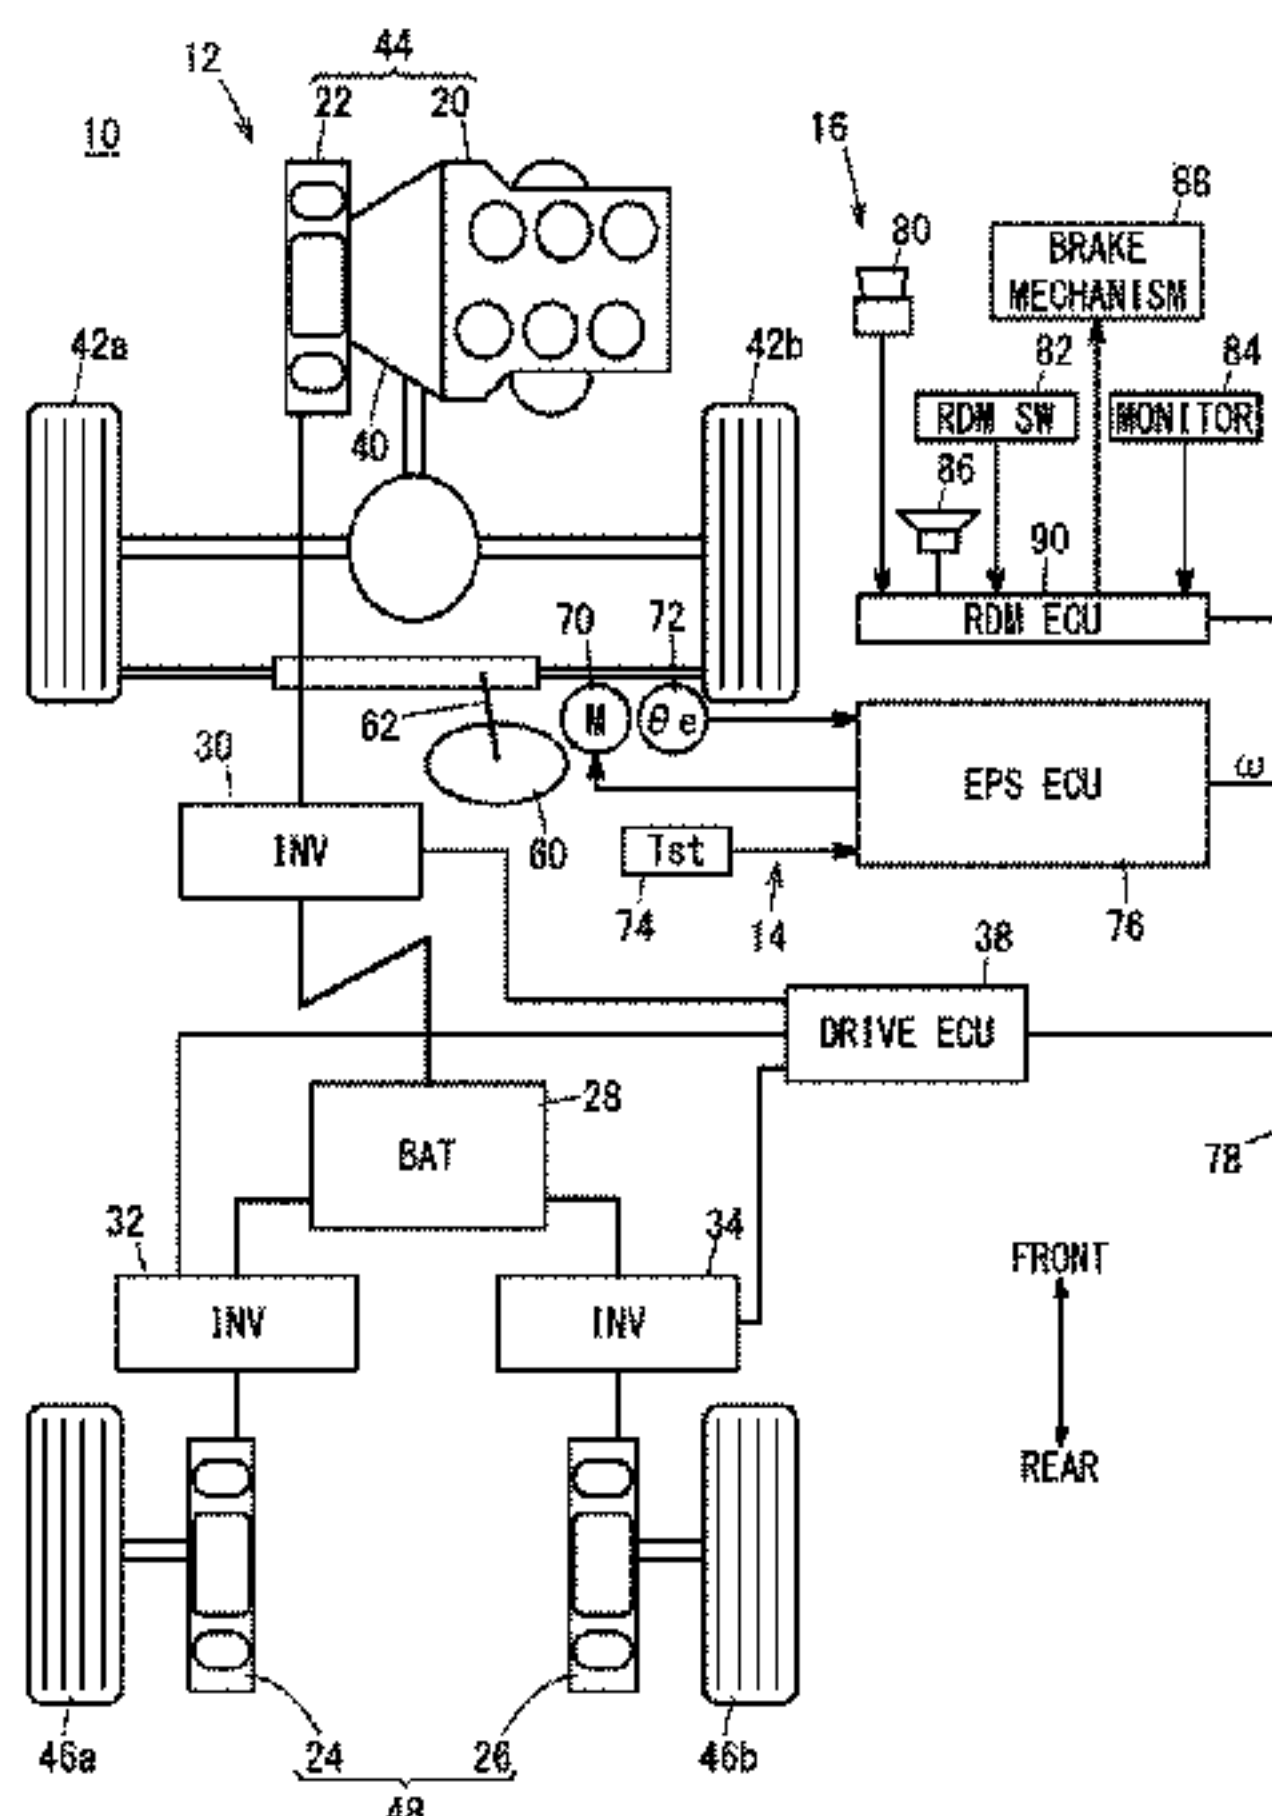 44
12
22 20
10
16
88
80
BRAKE
MECHANISM
42a
42b
82
84
RDM SW
MONITOR
40
86
90
RDM ECU
70
72
62
M
θe
30
EPS ECU
ω
INV
60
Tst
74
14
76
38
DRIVE ECU
28
BAT
78
32
34
FRONT
INV
INV
REAR
46a
24
26
46b
48